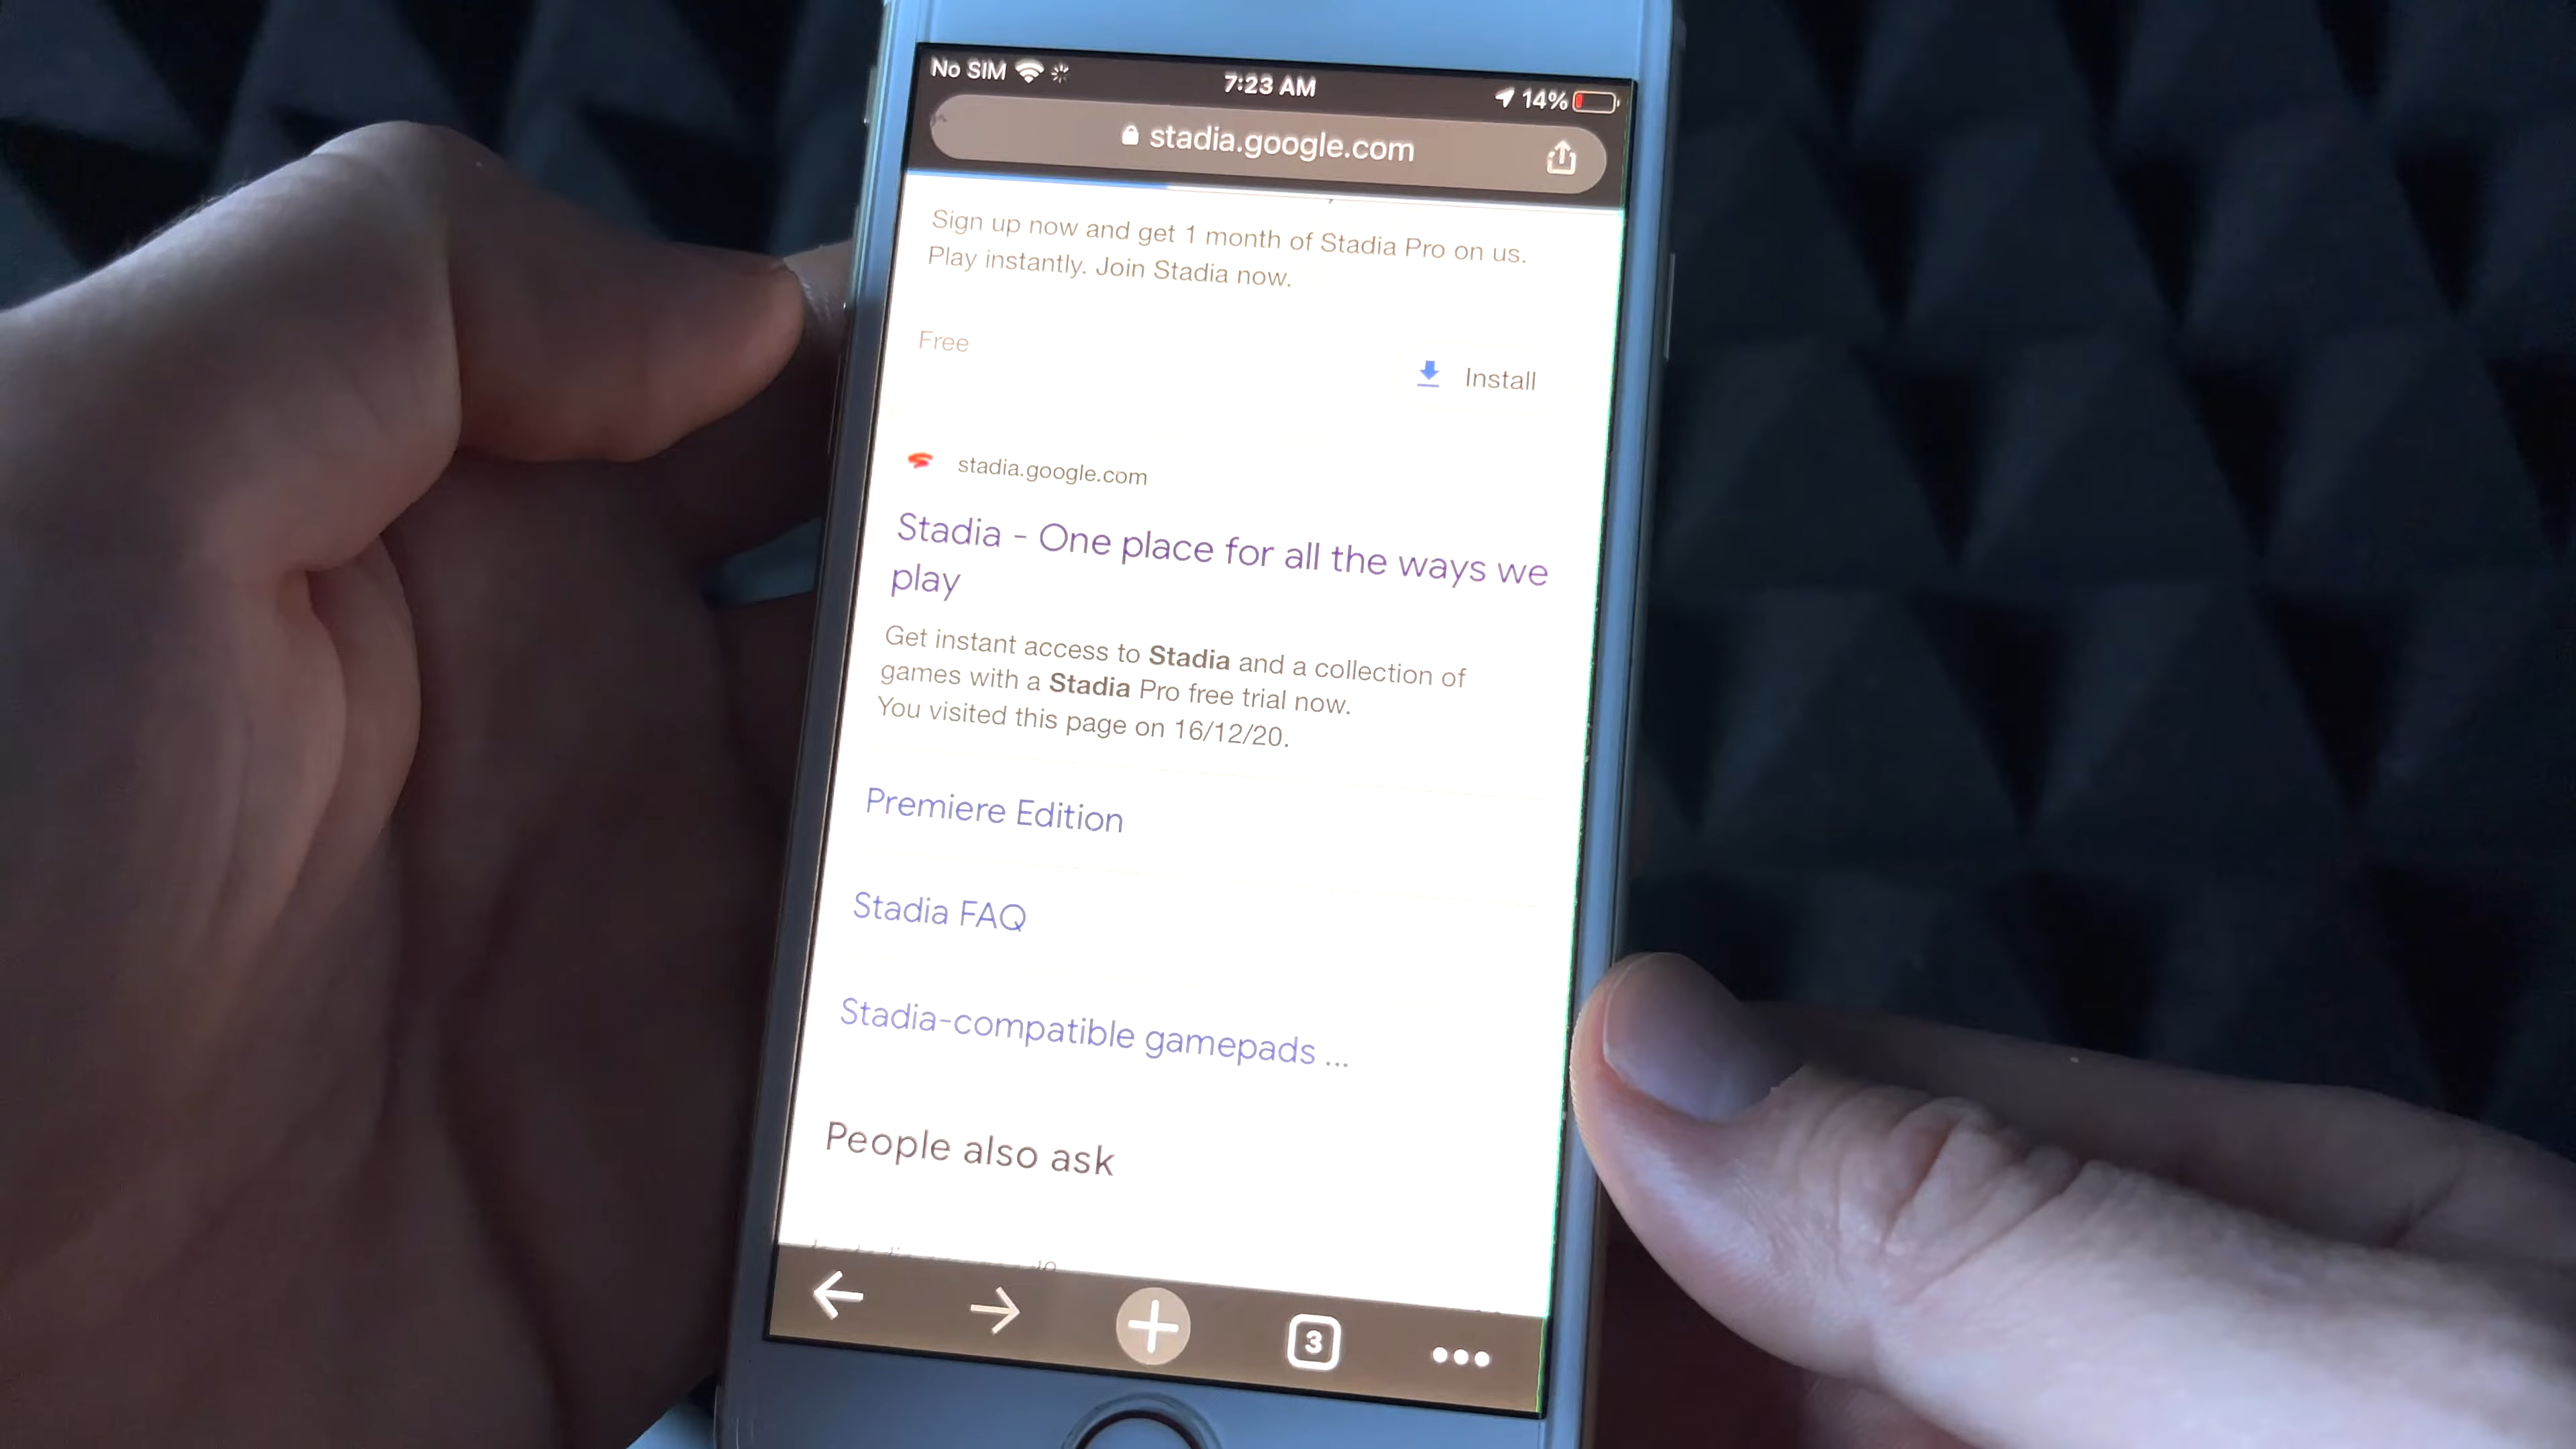 No SIM
7:23 AM
14%
stadia.google.com
Sign up now and get 1 month of Stadia Pro on us.
Play instantly. Join Stadia now.
Free
Install
stadia.google.com
Stadia - One place for all the ways we
play
Get instant access to Stadia and a collection of
games with a Stadia Pro free trial now.
You visited this page on 16/12/20.
Premiere Edition
Stadia FAQ
Stadia-compatible gamepads ...
People also ask
3